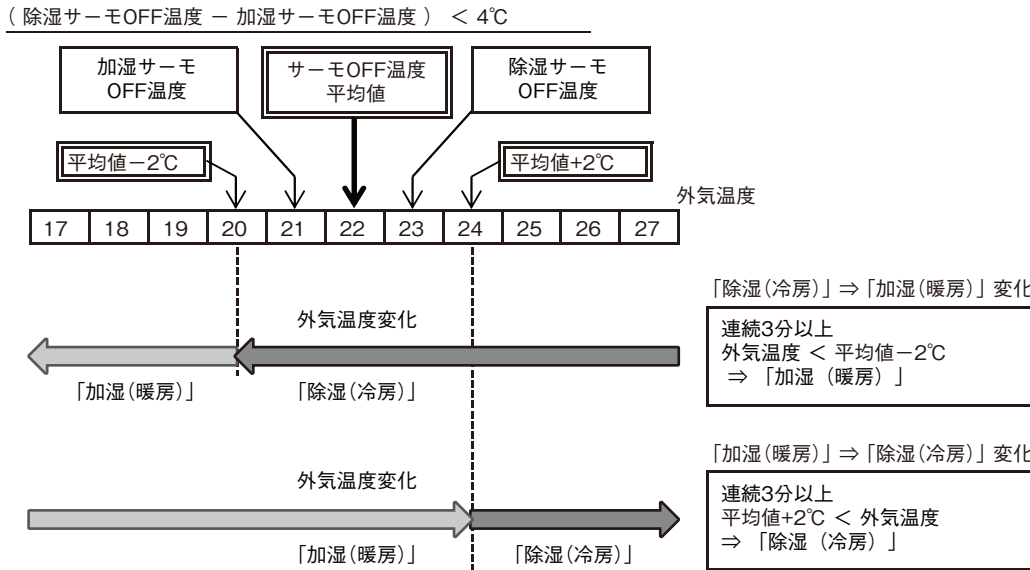 ( 除湿サーモOFF温度 － 加湿サーモOFF温度 ) ＜ 4℃
加湿サーモ
OFF温度
サーモOFF温度
平均値
除湿サーモ
OFF温度
平均値－2℃
平均値+2℃
外気温度
17 18 19 20 21 22 23 24 25 26 27
「除湿(冷房)」⇒「加湿(暖房)」変化
外気温度変化
連続3分以上
外気温度 ＜ 平均値－2℃
⇒ 「加湿 (暖房) 」
「加湿(暖房)」
「除湿(冷房)」
「加湿(暖房)」⇒「除湿(冷房)」変化
外気温度変化
連続3分以上
平均値+2℃ ＜ 外気温度
⇒ 「除湿 (冷房) 」
「加湿(暖房)」
「除湿(冷房)」